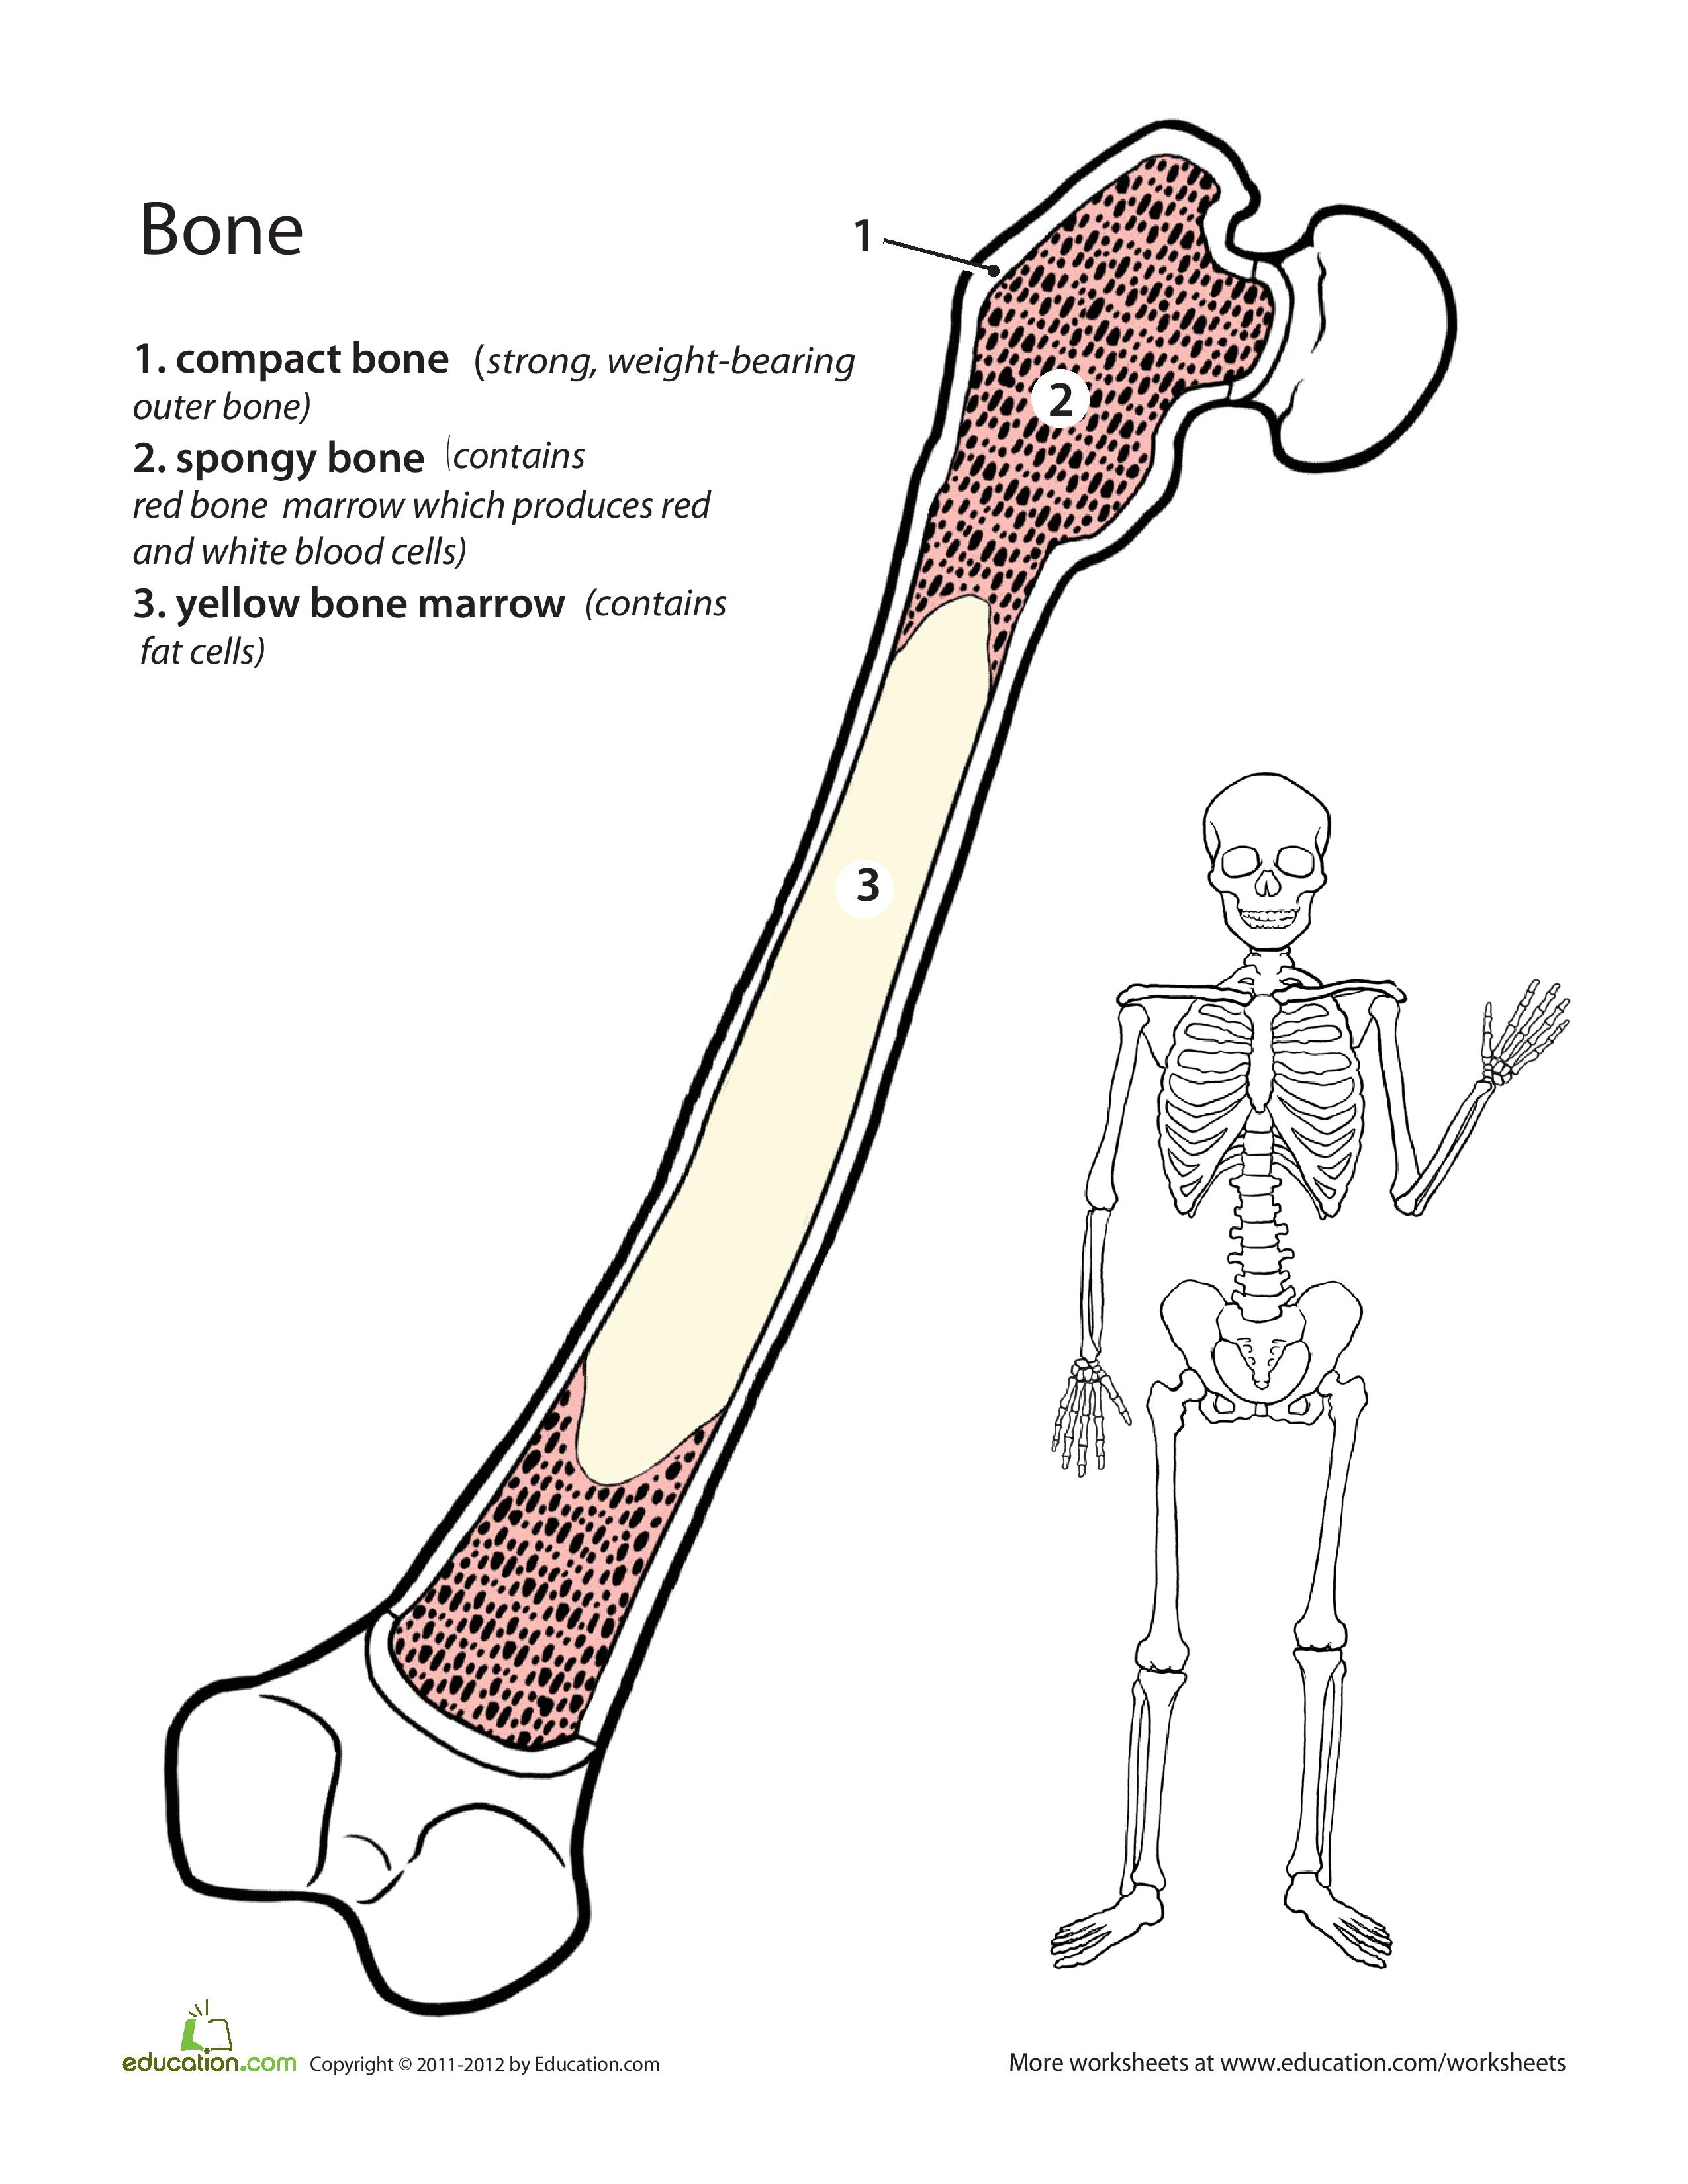 Bone
1
1. compact bone (strong, weight-bearing
outer bone)
2. spongy bone (contains
red bone marrow which produces red
and white blood cells)
3. yellow bone marrow (contains
fat cells)
2
3
education.com Copyright © 2011-2012 by Education.com
More worksheets at www.education.com/worksheets